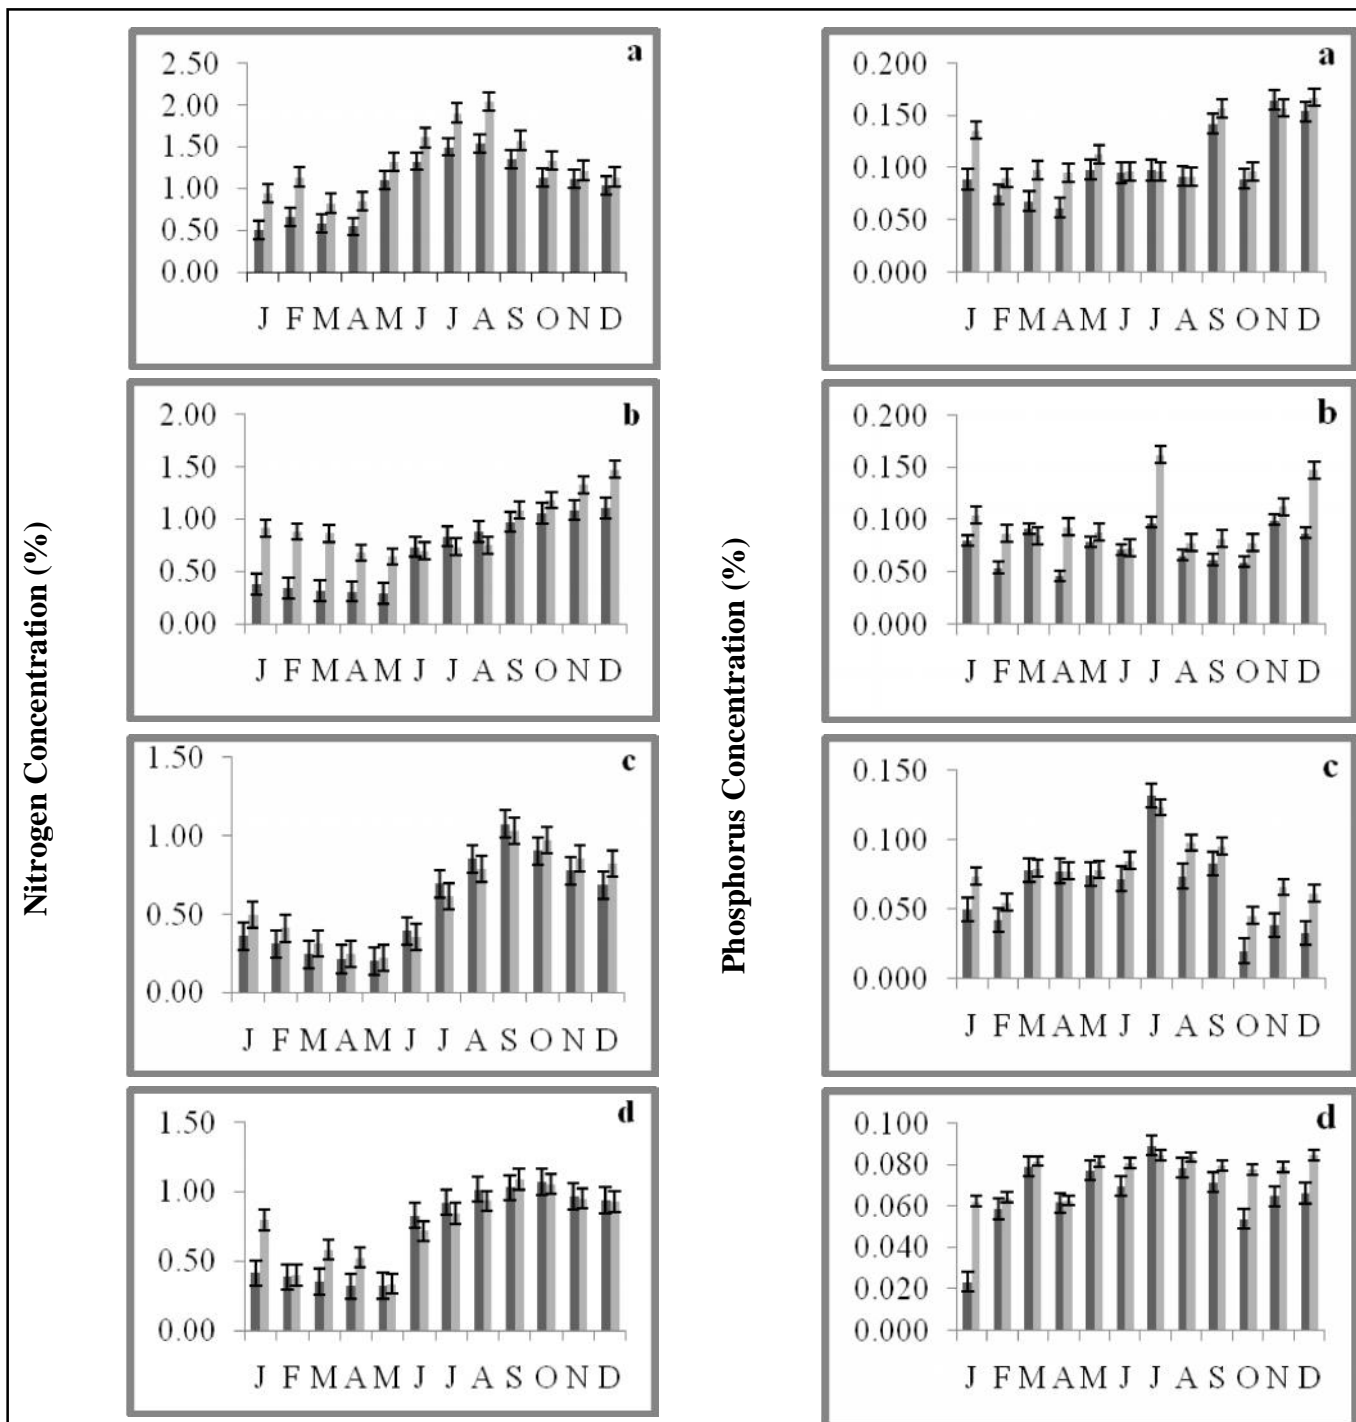 Nitrogen Concentration (%)
a
2.50
2.00
1.50
1.00
0.50
0.00
J F M A M J J A S O N D
b
2.00
1.50
1.00
0.50
0.00
J F M A M J J A S O N D
c
1.50
1.00
0.50
0.00
J F M A M J J A S O N D
d
1.50
1.00
0.50
0.00
J F M A M J J A S O N D
Phosphorus Concentration (%)
a
0.200
0.150
0.100
0.050
0.000
J F M A M J J A S O N D
b
0.200
0.150
0.100
0.050
0.000
J F M A M J J A S O N D
c
0.150
0.100
0.050
0.000
J F M A M J J A S O N D
d
0.100
0.080
0.060
0.040
0.020
0.000
J F M A M J J A S O N D